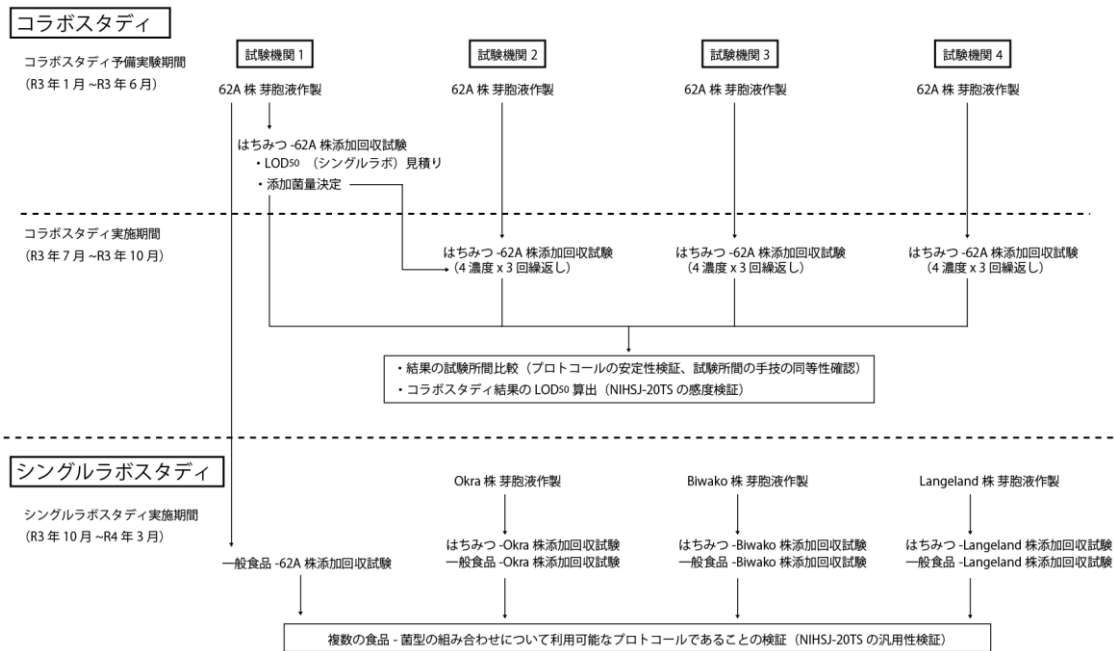 コラボスタディ
コラボスタディ予備実験期間
（R3 年 1 月 ~R3 年 6 月）
試験機関 1
試験機関 2
試験機関 3
試験機関 4
62A 株 芽胞液作製
62A 株 芽胞液作製
62A 株 芽胞液作製
62A 株 芽胞液作製
はちみつ -62A 株添加回収試験
・LOD50 （シングルラボ）見積り
・添加菌量決定
コラボスタディ実施期間
（R3 年 7 月 ~R3 年 10 月）
はちみつ -62A 株添加回収試験
（4 濃度 x 3 回繰返し）
はちみつ -62A 株添加回収試験
（4 濃度 x 3 回繰返し）
はちみつ -62A 株添加回収試験
（4 濃度 x 3 回繰返し）
・結果の試験所間比較（プロトコールの安定性検証、試験所間の手技の同等性確認）
・コラボスタディ結果の LOD50 算出（NIHSJ-20TS の感度検証）
シングルラボスタディ
シングルラボスタディ実施期間
（R3 年 10 月 ~R4 年 3 月）
Okra 株 芽胞液作製
Biwako 株 芽胞液作製
Langeland 株 芽胞液作製
一般食品 -62A 株添加回収試験
はちみつ -Okra 株添加回収試験
一般食品 -Okra 株添加回収試験
はちみつ -Biwako 株添加回収試験
一般食品 -Biwako 株添加回収試験
はちみつ -Langeland 株添加回収試験
一般食品 -Langeland 株添加回収試験
複数の食品 - 菌型の組み合わせについて利用可能なプロトコールであることの検証（NIHSJ-20TS の汎用性検証）